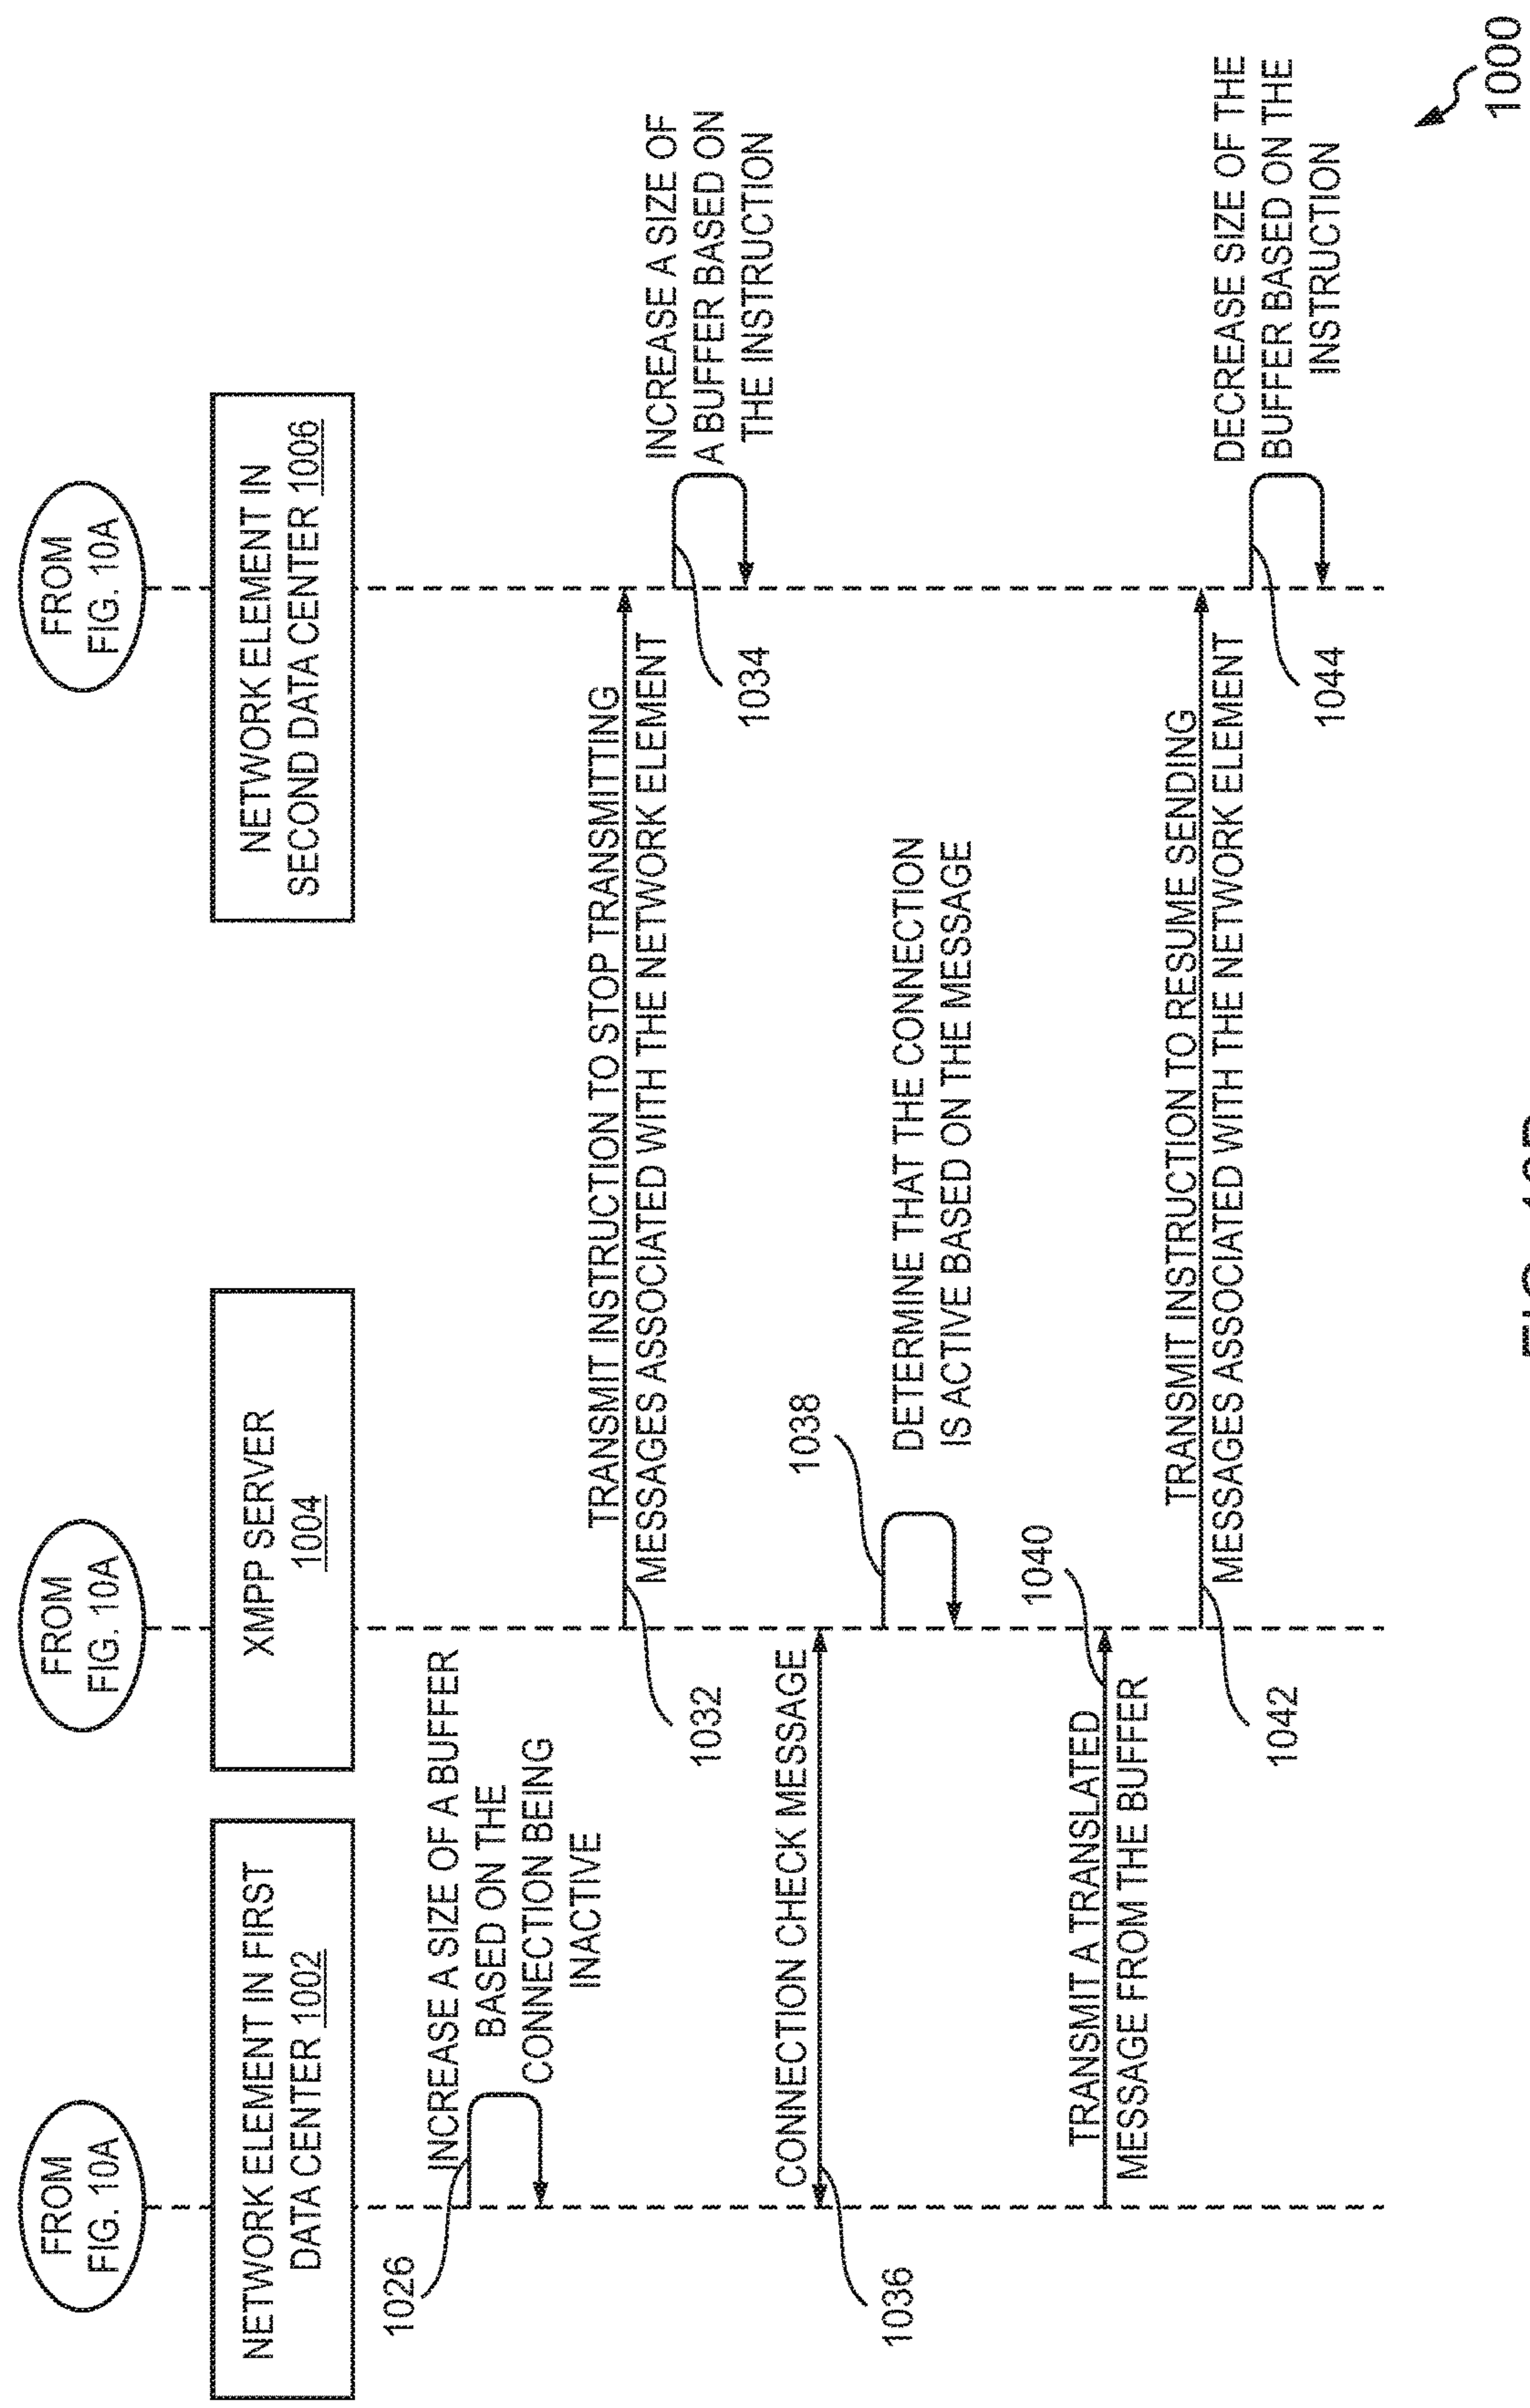 FROM
FIG. 10A
FROM
FIG. 10A
FROM
FIG. 10A
NETWORK ELEMENT IN FIRST
DATA CENTER 1002
XMPP SERVER
1004
NETWORK ELEMENT IN
SECOND DATA CENTER 1006
1026
INCREASE A SIZE OF A BUFFER
BASED ON THE
CONNECTION BEING
INACTIVE
TRANSMIT INSTRUCTION TO STOP TRANSMITTING
MESSAGES ASSOCIATED WITH THE NETWORK ELEMENT
1032
INCREASE A SIZE OF
A BUFFER BASED ON
THE INSTRUCTION
1034
CONNECTION CHECK MESSAGE
1036
1038
DETERMINE THAT THE CONNECTION
IS ACTIVE BASED ON THE MESSAGE
1040
TRANSMIT A TRANSLATED
MESSAGE FROM THE BUFFER
TRANSMIT INSTRUCTION TO RESUME SENDING
MESSAGES ASSOCIATED WITH THE NETWORK ELEMENT
1042
DECREASE SIZE OF THE
BUFFER BASED ON THE
INSTRUCTION
1044
1000